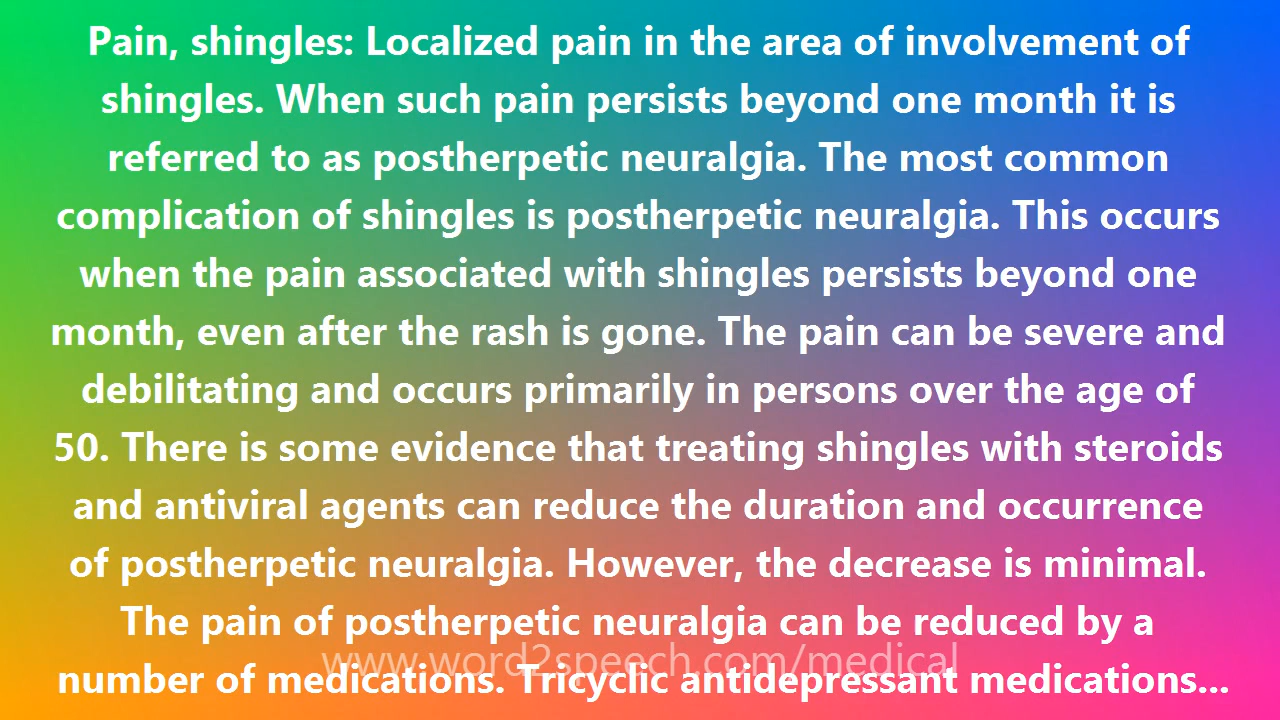 Pain, shingles: Localized pain in the area of involvement of
shingles. When such pain persists beyond one month it is
referred to as postherpetic neuralgia. The most common
complication of shingles is postherpetic neuralgia. This occurs
when the pain associated with shingles persists beyond one
month, even after the rash is gone. The pain can be severe and
debilitating and occurs primarily in persons over the age of
50. There is some evidence that treating shingles with steroids
and antiviral agents can reduce the duration and occurrence
of postherpetic neuralgia. However, the decrease is minimal.
The pain of postherpetic neuralgia can be reduced by a
www.word2speech.com/medical
number of medications. Tricyclic antidepressant medications...